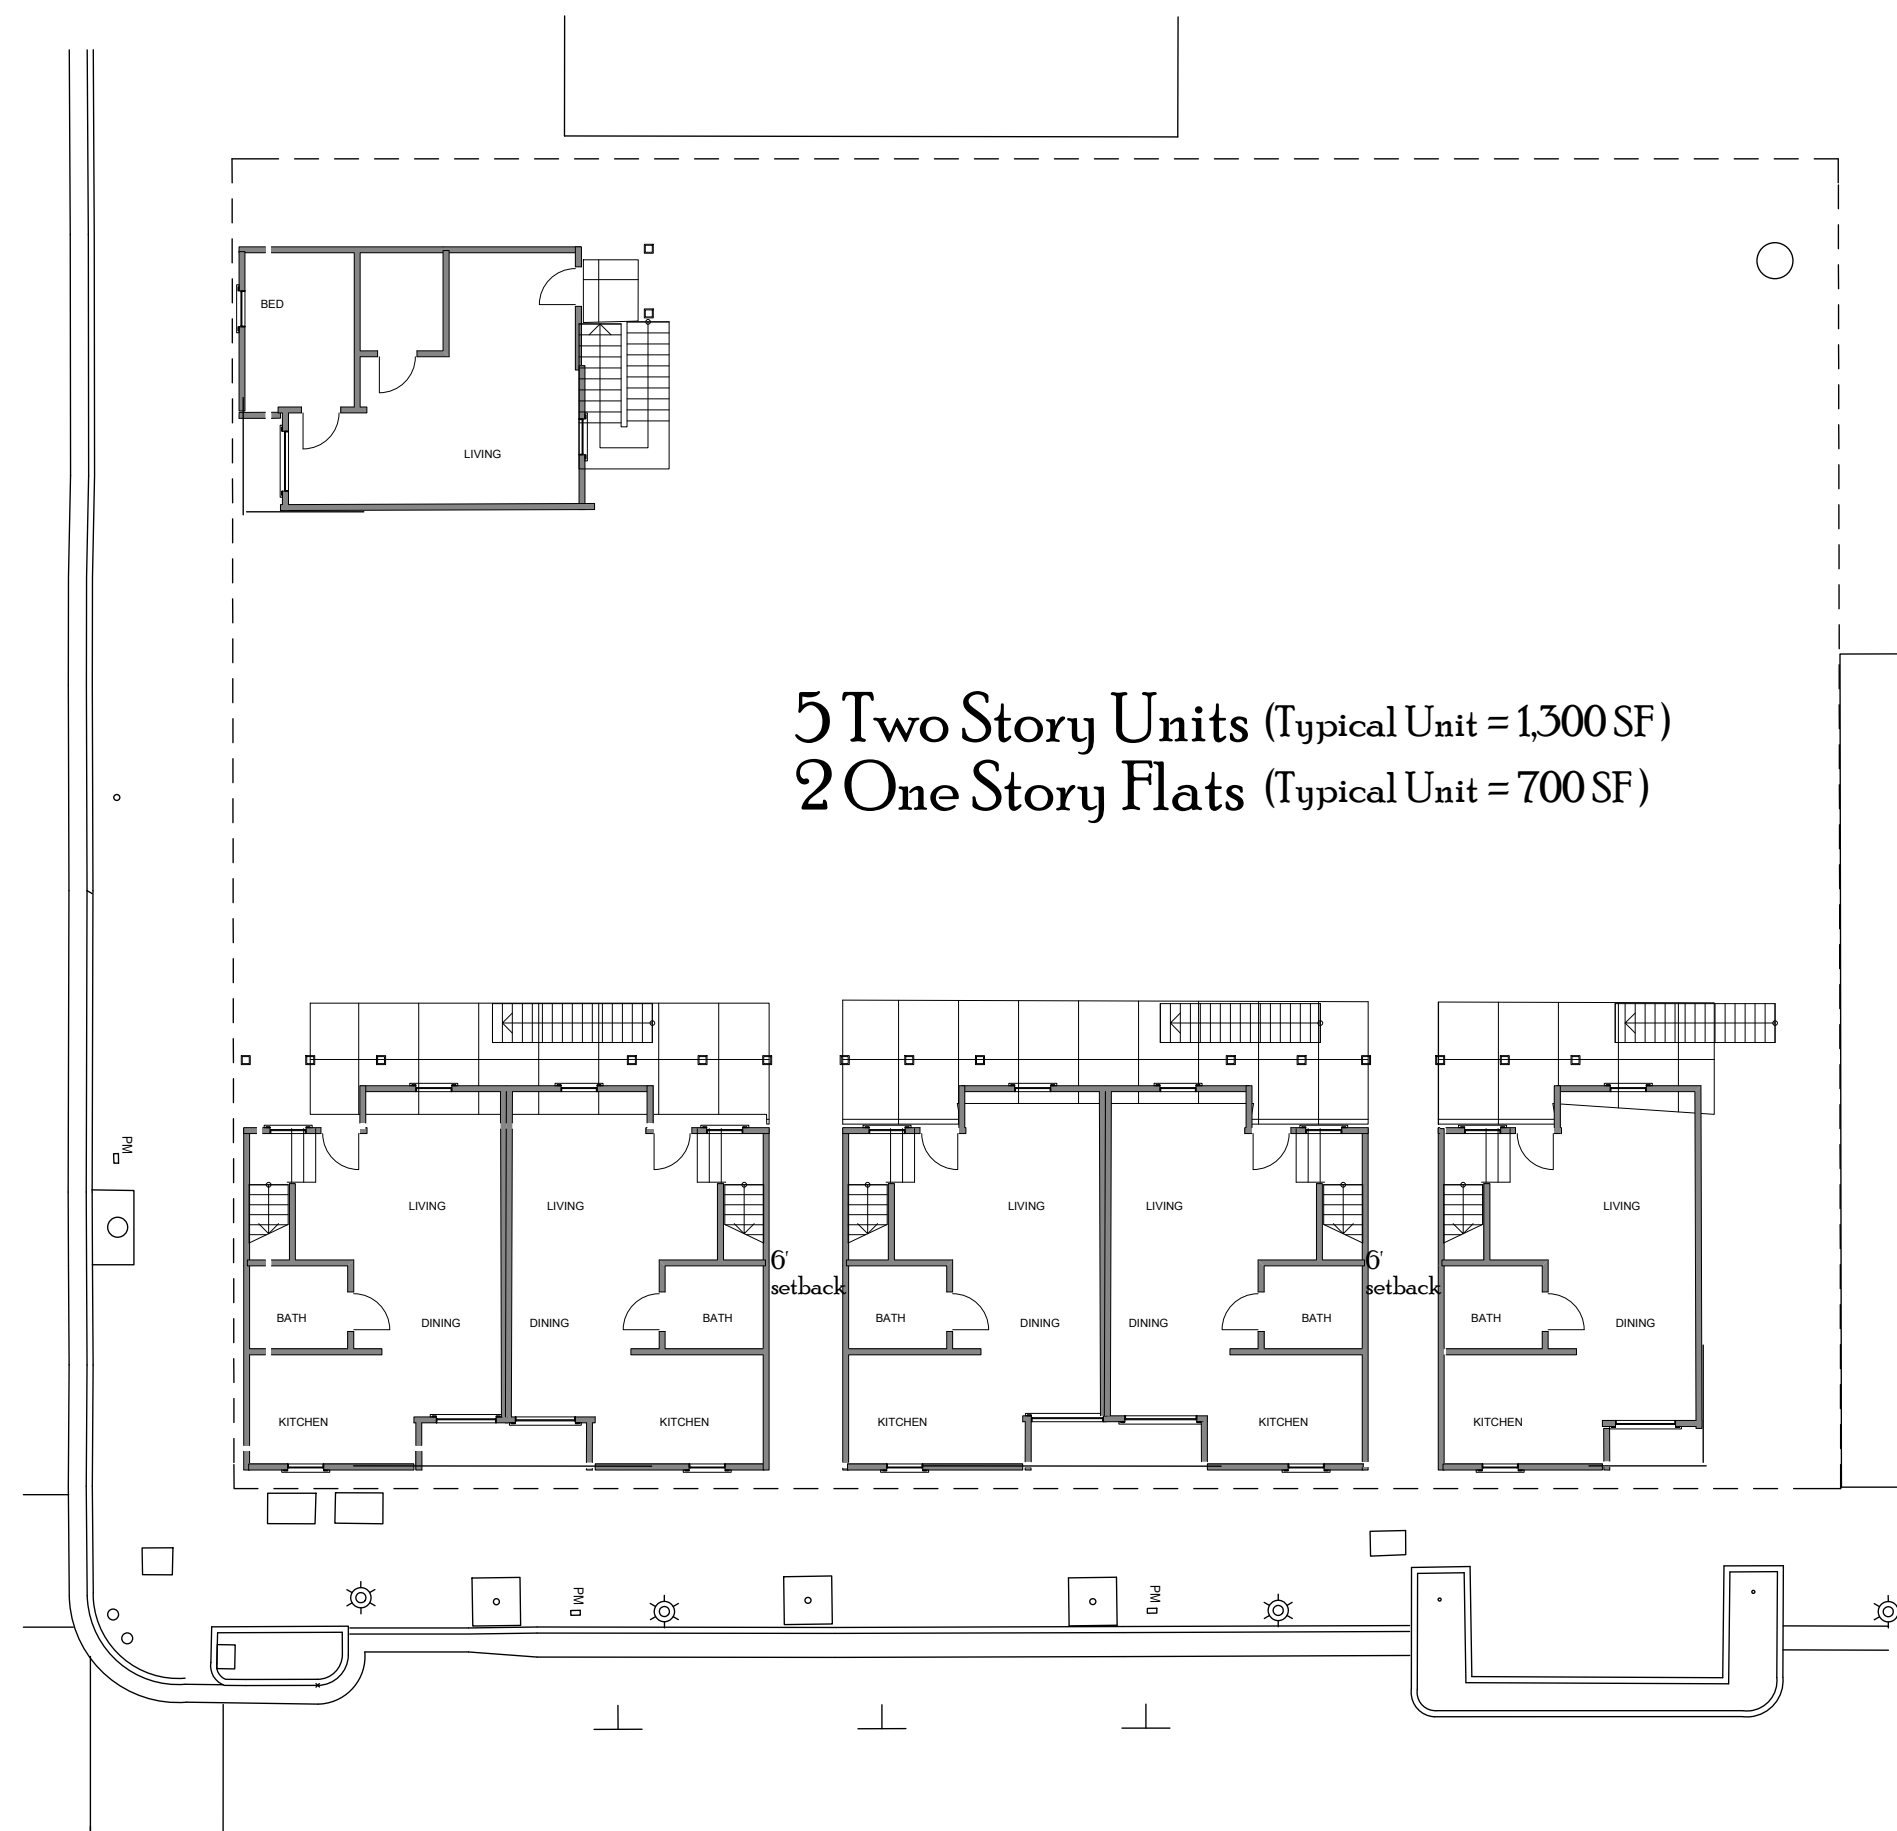 BED
LIVING
5 Two Story Units (Typical Unit = 1,300 SF)
2 One Story Flats (Typical Unit = 700 SF)
PM
LIVING
LIVING
LIVING
LIVING
LIVING
6'
setback
6'
setback
BATH
DINING
DINING
BATH
BATH
DINING
DINING
BATH
BATH
DINING
KITCHEN
KITCHEN
KITCHEN
KITCHEN
KITCHEN
PM
PM